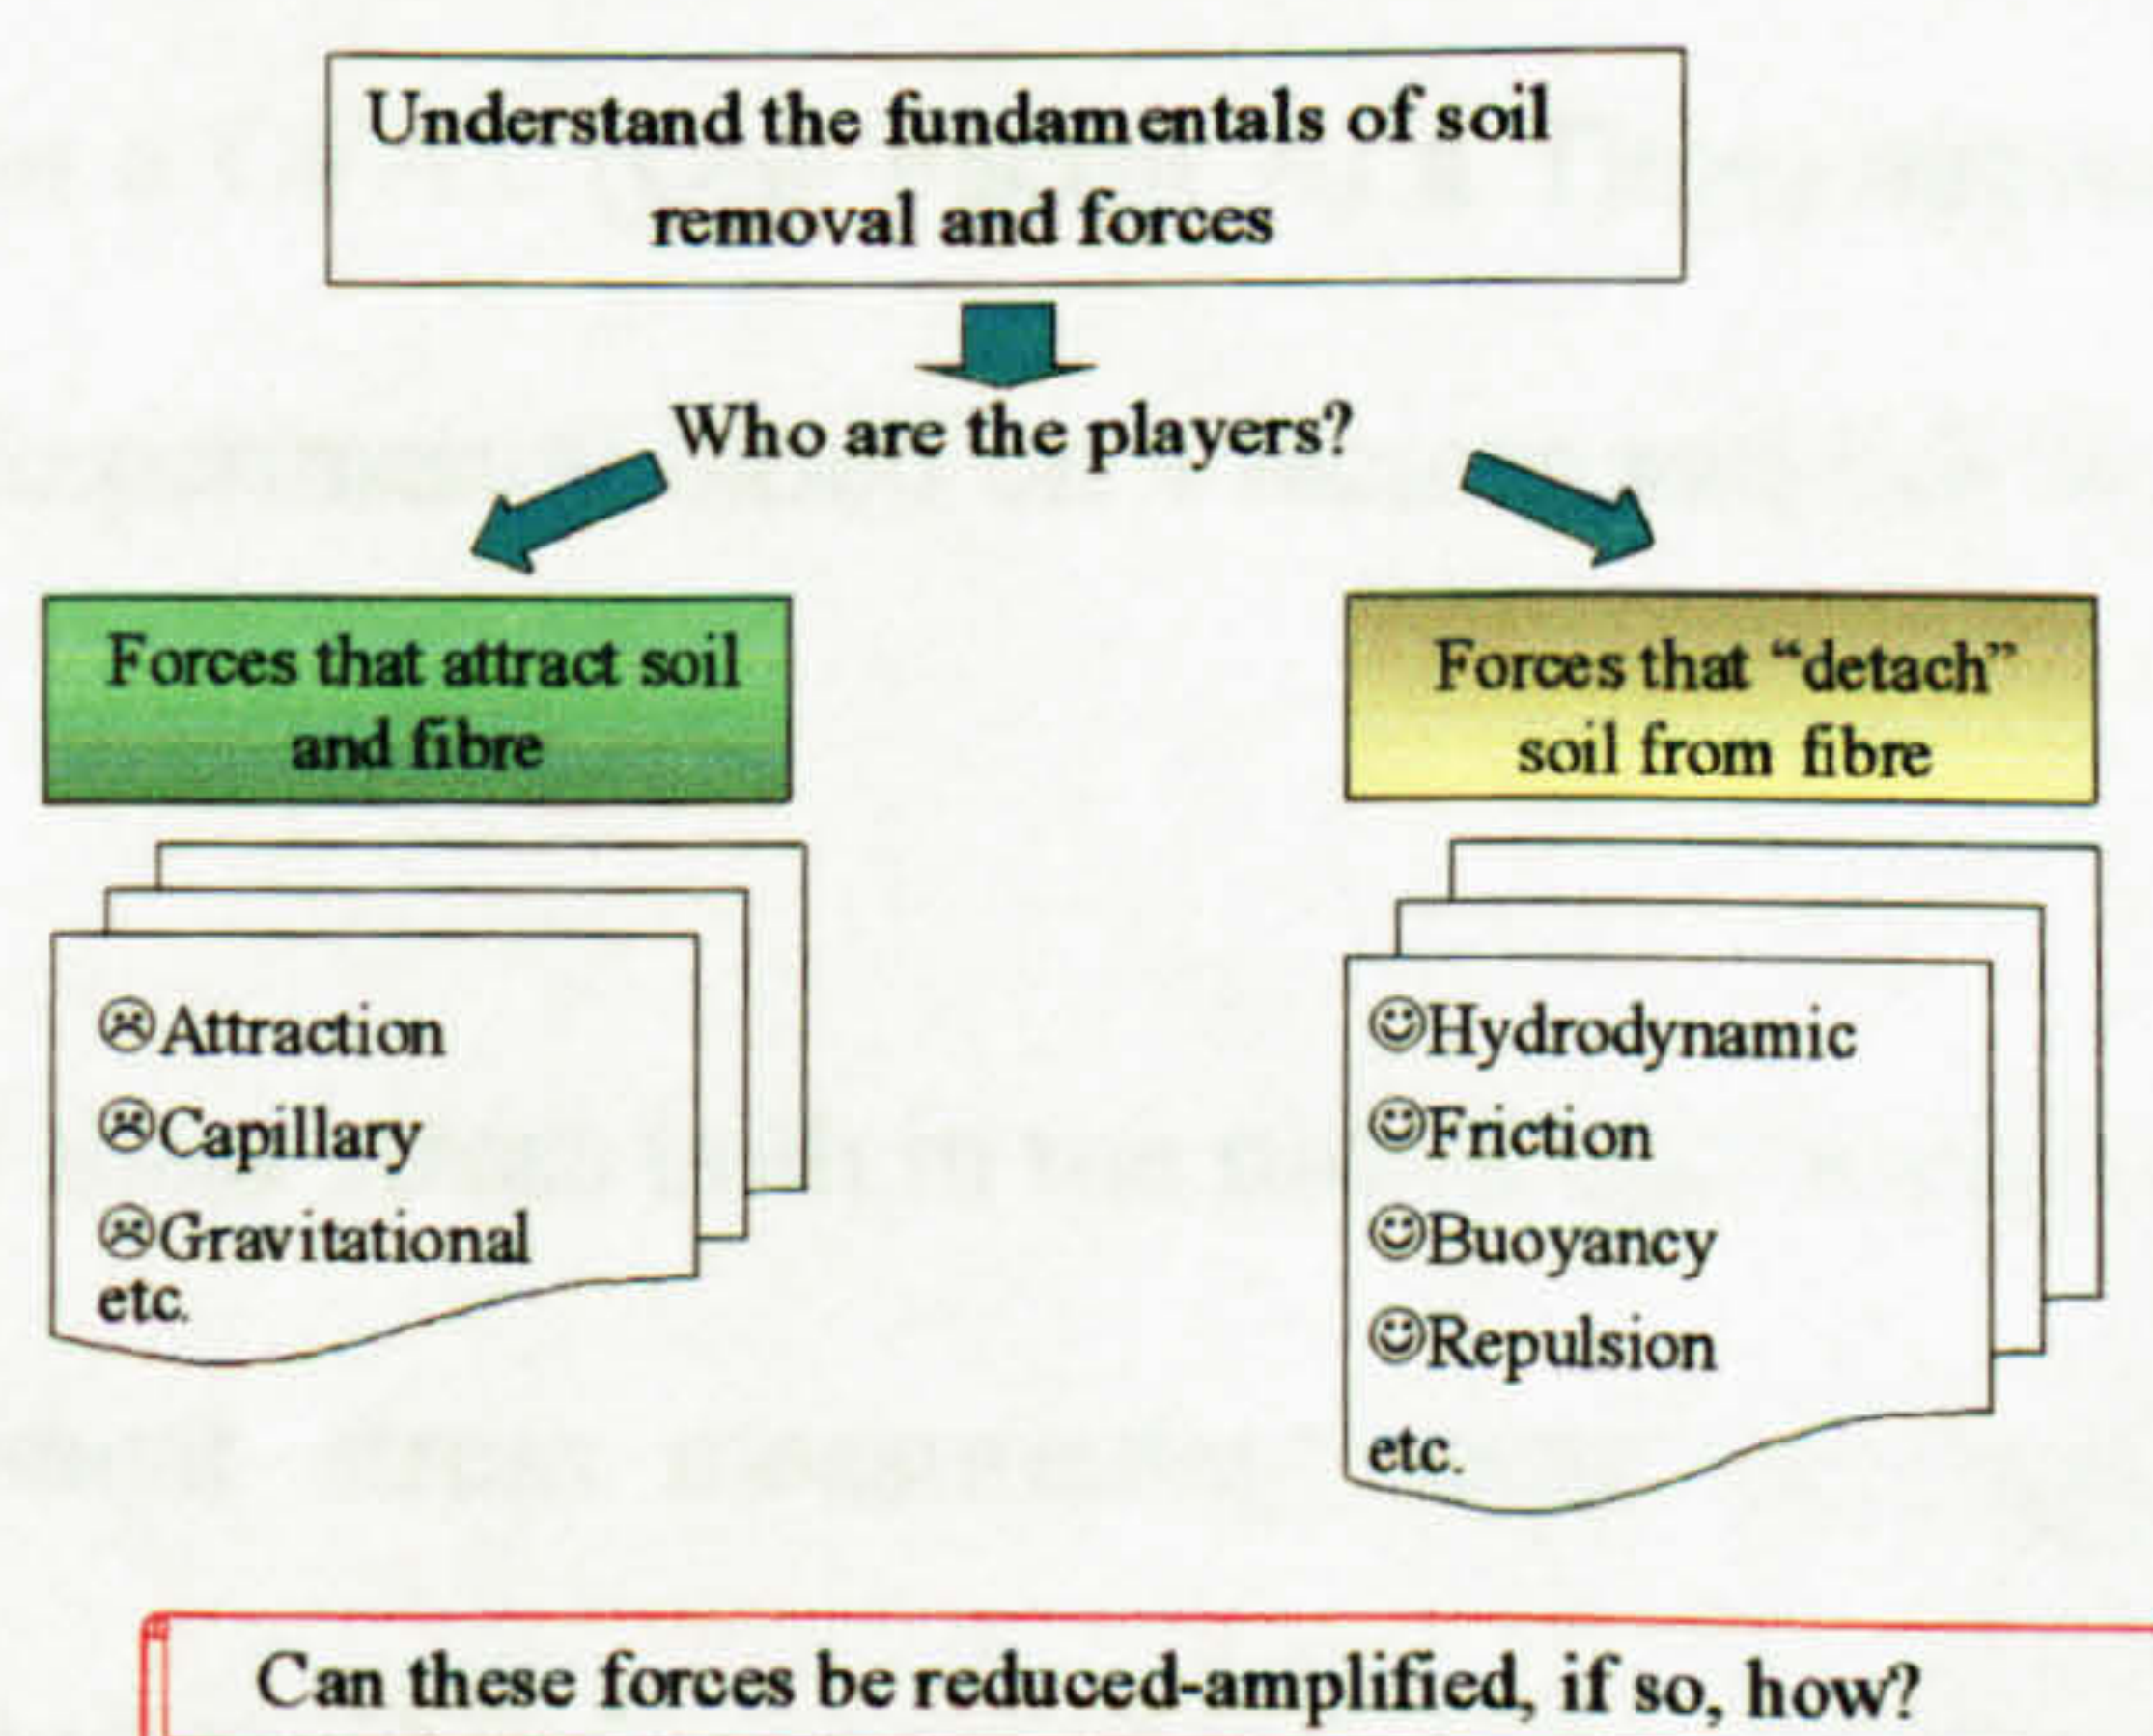 Understand the fundamentals of soil
removal and forces
Who are the players?
Forces that attract soil
and fibre
Forces that “detach”
soil from fibre
☹Attraction
☹Capillary
☹Gravitational
etc.
☺Hydrodynamic
☺Friction
☺Buoyancy
☺Repulsion
etc.
Can these forces be reduced-amplified, if so, how?